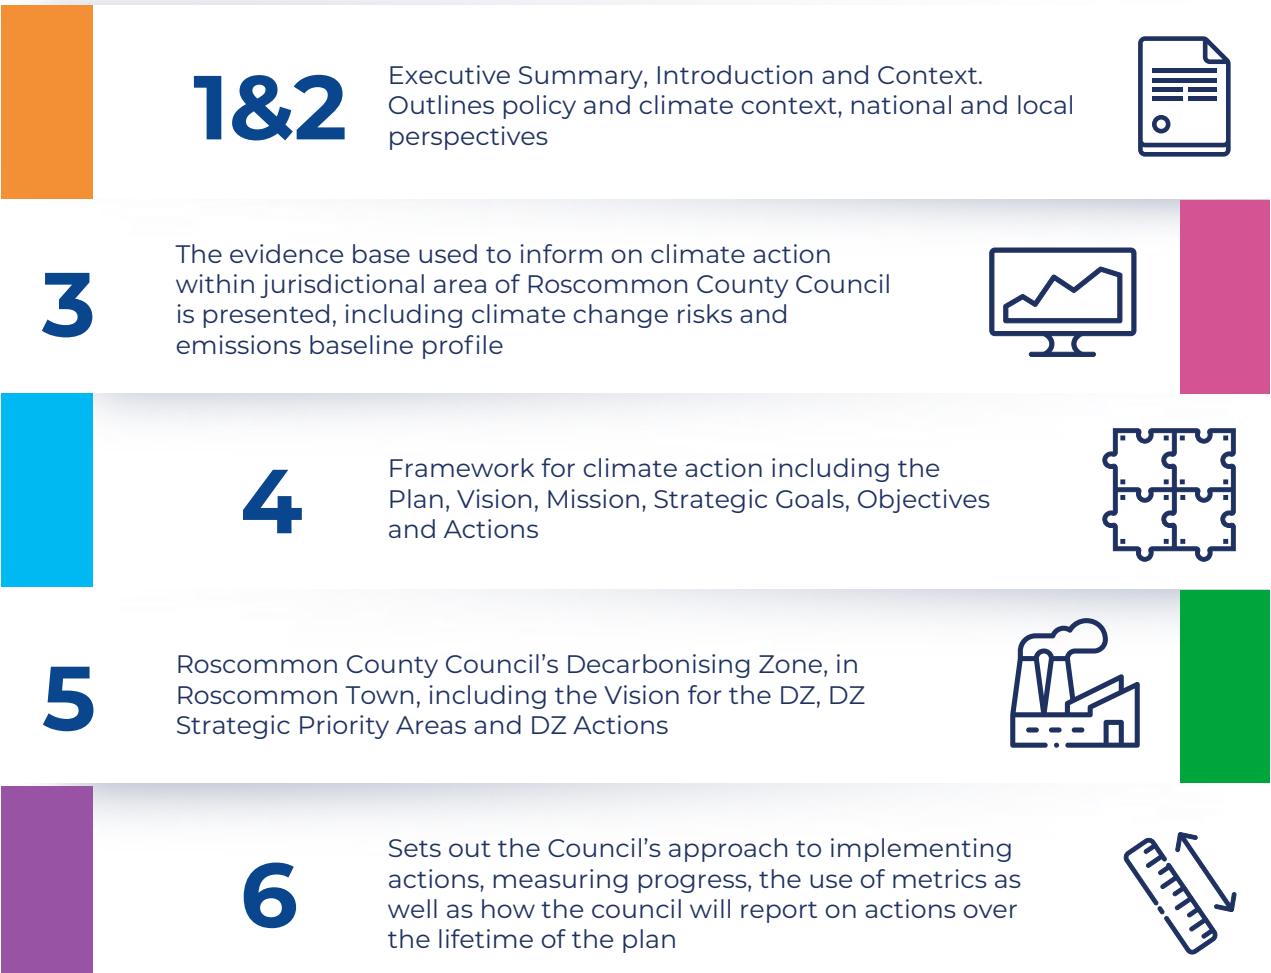 1&2
Executive Summary, Introduction and Context.
Outlines policy and climate context, national and local
perspectives
3
The evidence base used to inform on climate action
within jurisdictional area of Roscommon County Council
is presented, including climate change risks and
emissions baseline profile
4
Framework for climate action including the
Plan, Vision, Mission, Strategic Goals, Objectives
and Actions
5
Roscommon County Council’s Decarbonising Zone, in
Roscommon Town, including the Vision for the DZ, DZ
Strategic Priority Areas and DZ Actions
6
Sets out the Council’s approach to implementing
actions, measuring progress, the use of metrics as
well as how the council will report on actions over
the lifetime of the plan